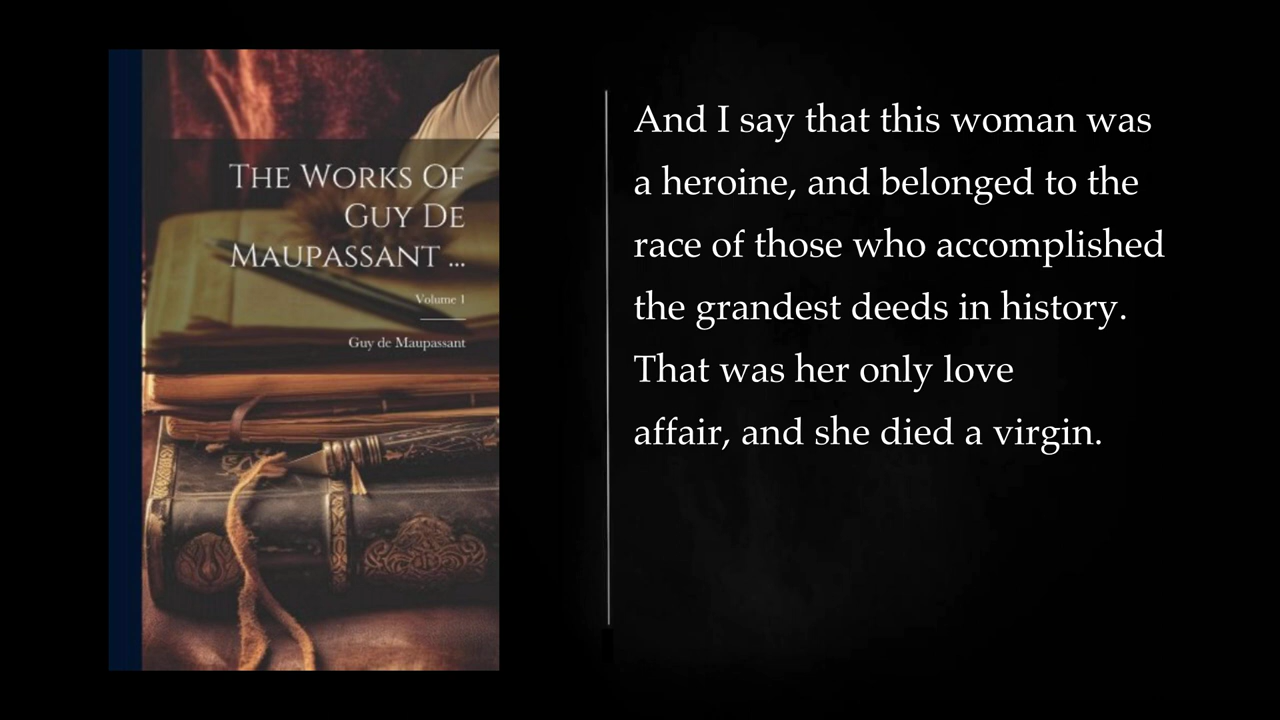 THE WORKS OF
GUY DE
MAUPASSANT ...
Volume 1
Guy de Maupassant
And I say that this woman was
a heroine, and belonged to the
race of those who accomplished
the grandest deeds in history.
That was her only love
affair, and she died a virgin.